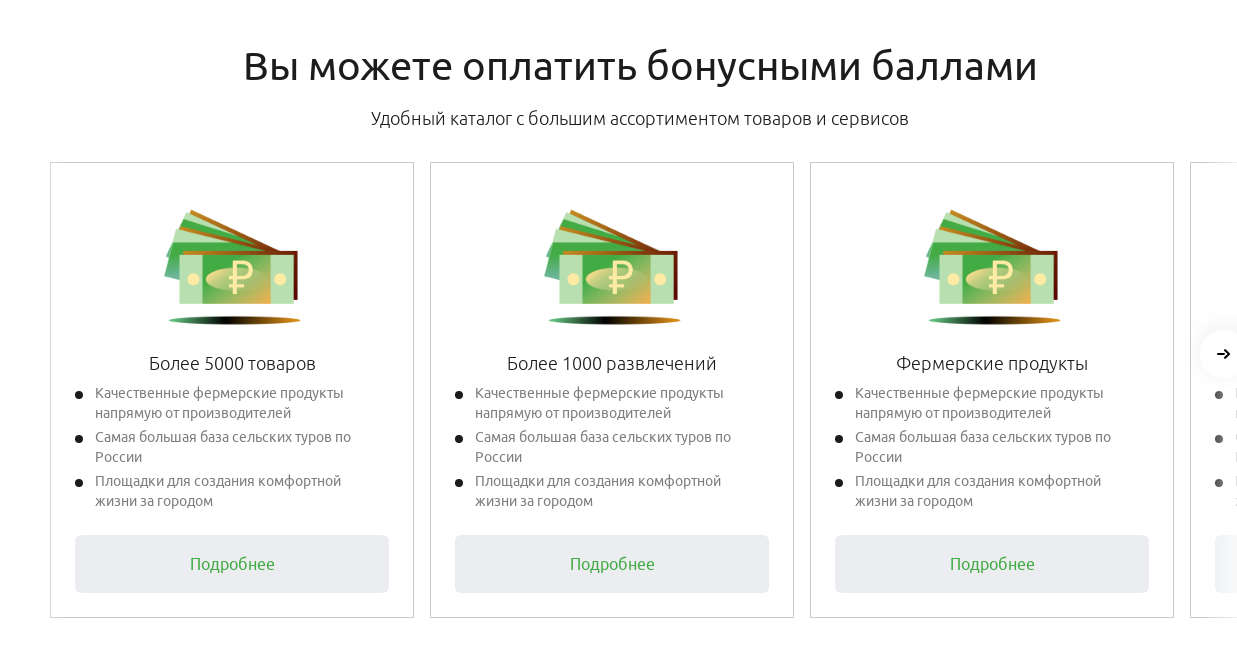 Вы можете оплатить бонусными баллами
Удобный каталог с большим ассортиментом товаров и сервисов
Более 5000 товаров
Качественные фермерские продукты
напрямую от производителей
Самая большая база сельских туров по
России
Площадки для создания комфортной
жизни за городом
Подробнее
Более 1000 развлечений
Качественные фермерские продукты
напрямую от производителей
Самая большая база сельских туров по
России
Площадки для создания комфортной
жизни за городом
Подробнее
Фермерские продукты
Качественные фермерские продукты
напрямую от производителей
Самая большая база сельских туров по
России
Площадки для создания комфортной
жизни за городом
Подробнее